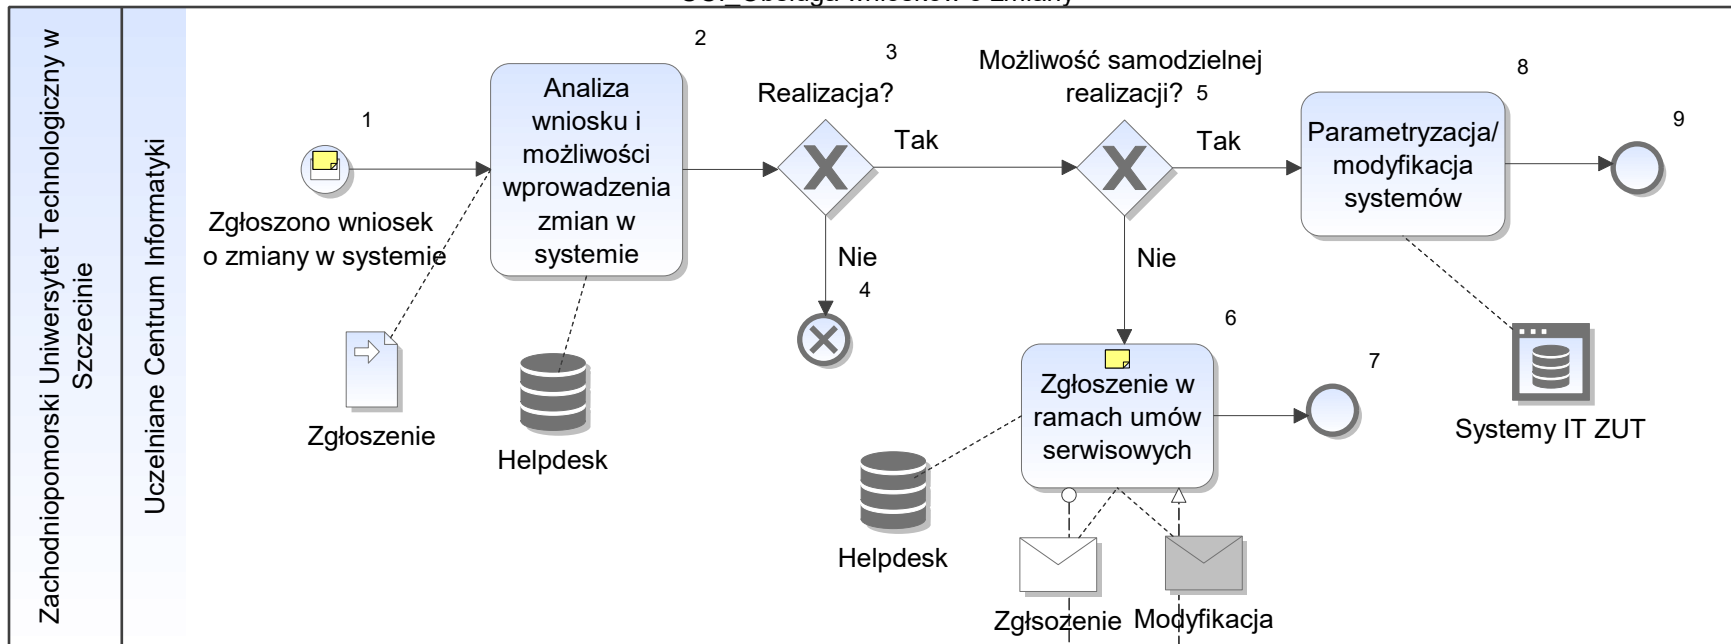 Zachodniopomorski Uniwersytet Technologiczny w
Szczecinie
Uczelniane Centrum Informatyki
1
Zgłoszono wniosek
o zmiany w systemie
Zgłoszenie
2
Analiza
wniosku i
możliwości
wprowadzenia
zmian w
systemie
Helpdesk
3
Realizacja?
Tak
Nie
4
Możliwość samodzielnej
realizacji?
5
Tak
Nie
6
Zgłoszenie w
ramach umów
serwisowych
Helpdesk
Zgłsozenie
Modyfikacja
7
8
Parametryzacja/
modyfikacja
systemów
Systemy IT ZUT
9